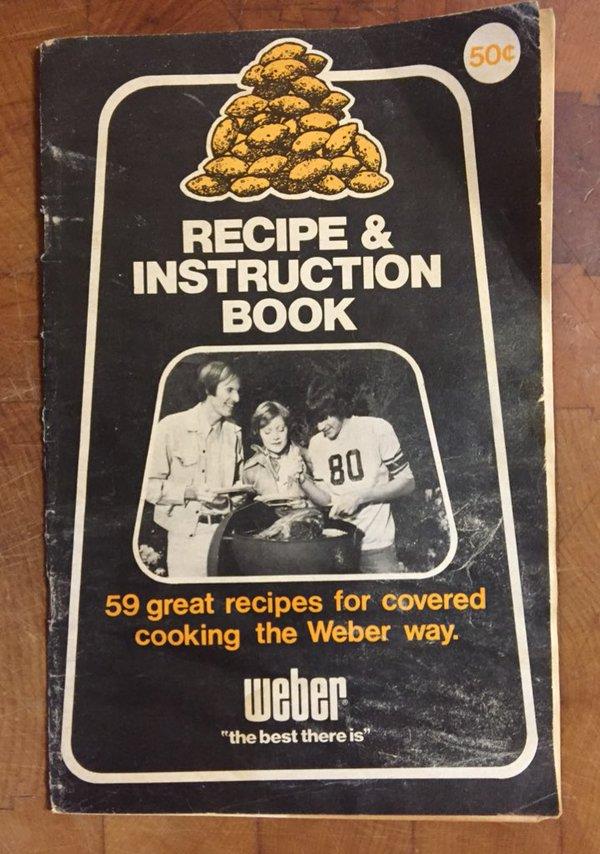 50¢
RECIPE &
INSTRUCTION
BOOK
80
59 great recipes for covered
cooking the Weber way.
weber®
"the best there is"